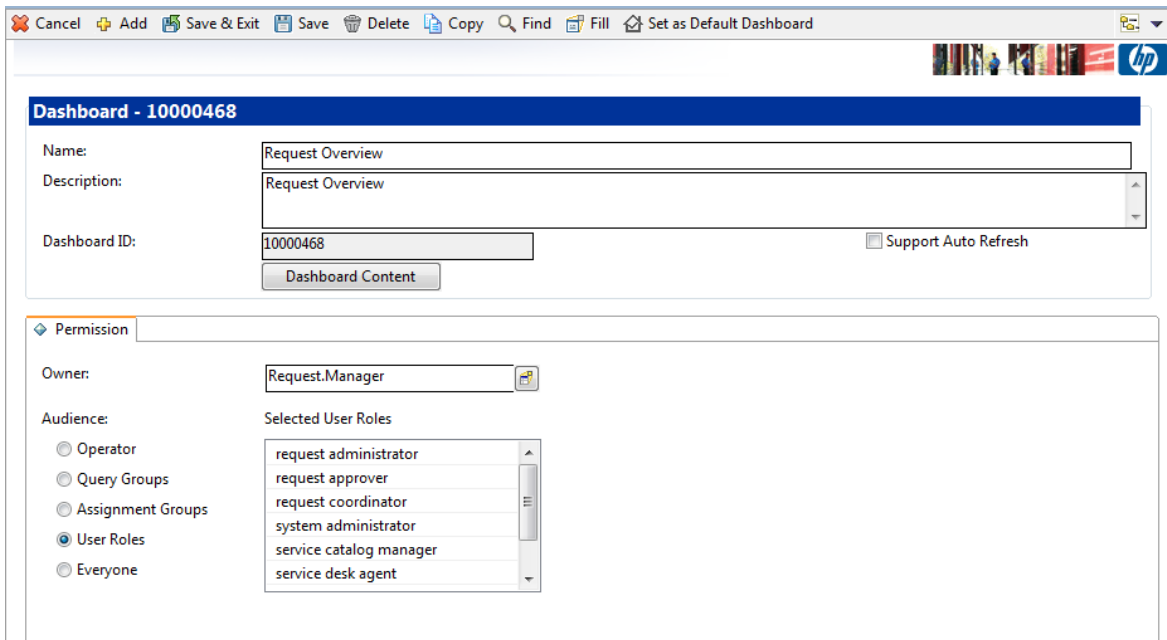 Cancel Add Save & Exit Save Delete Copy Find Fill Set as Default Dashboard
hp
Dashboard - 10000468
Name: Request Overview
Description: Request Overview
Dashboard ID: 10000468 Support Auto Refresh
Dashboard Content
Permission
Owner: Request.Manager
Audience: Selected User Roles
Operator request administrator
request approver
Query Groups
request coordinator
Assignment Groups
system administrator
User Roles
service catalog manager
Everyone service desk agent